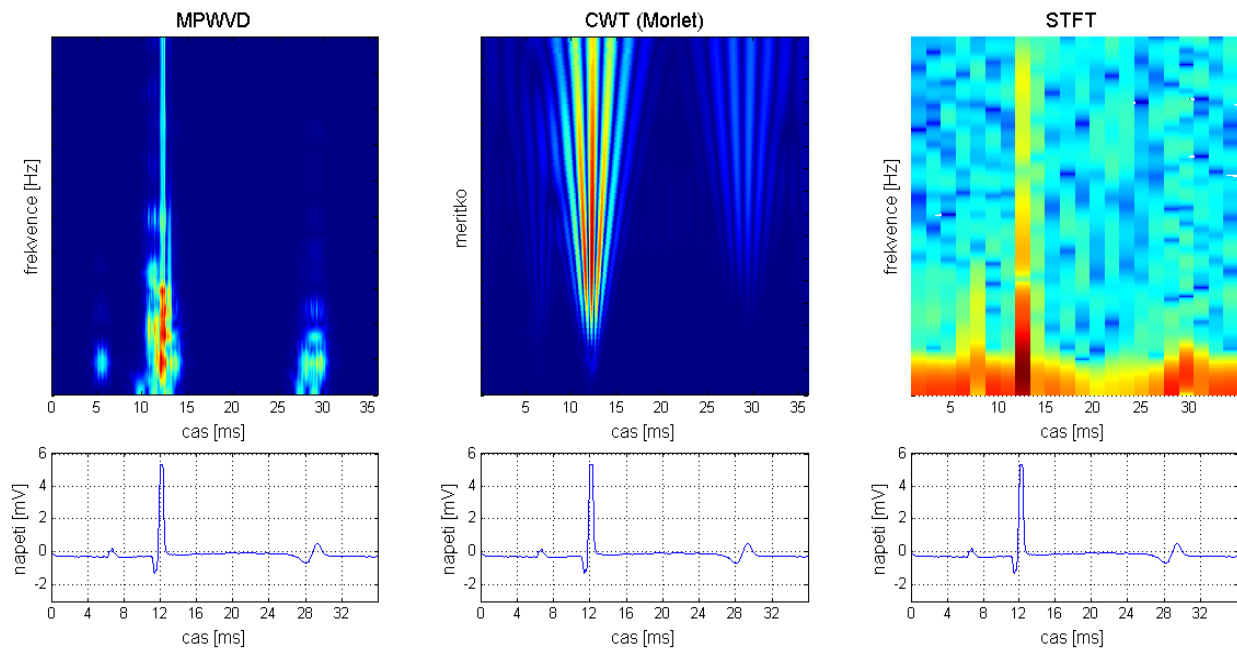 MPWVD
CWT (Morlet)
STFT
frekvence [Hz]
meritko
frekvence [Hz]
0 5 10 15 20 25 30 35
5 10 15 20 25 30 35
5 10 15 20 25 30
cas [ms]
cas [ms]
cas [ms]
napeti [mV]
6
4
2
0
-2
napeti [mV]
6
4
2
0
-2
napeti [mV]
6
4
2
0
-2
0 4 8 12 16 20 24 28 32
0 4 8 12 16 20 24 28 32
0 4 8 12 16 20 24 28 32
cas [ms]
cas [ms]
cas [ms]